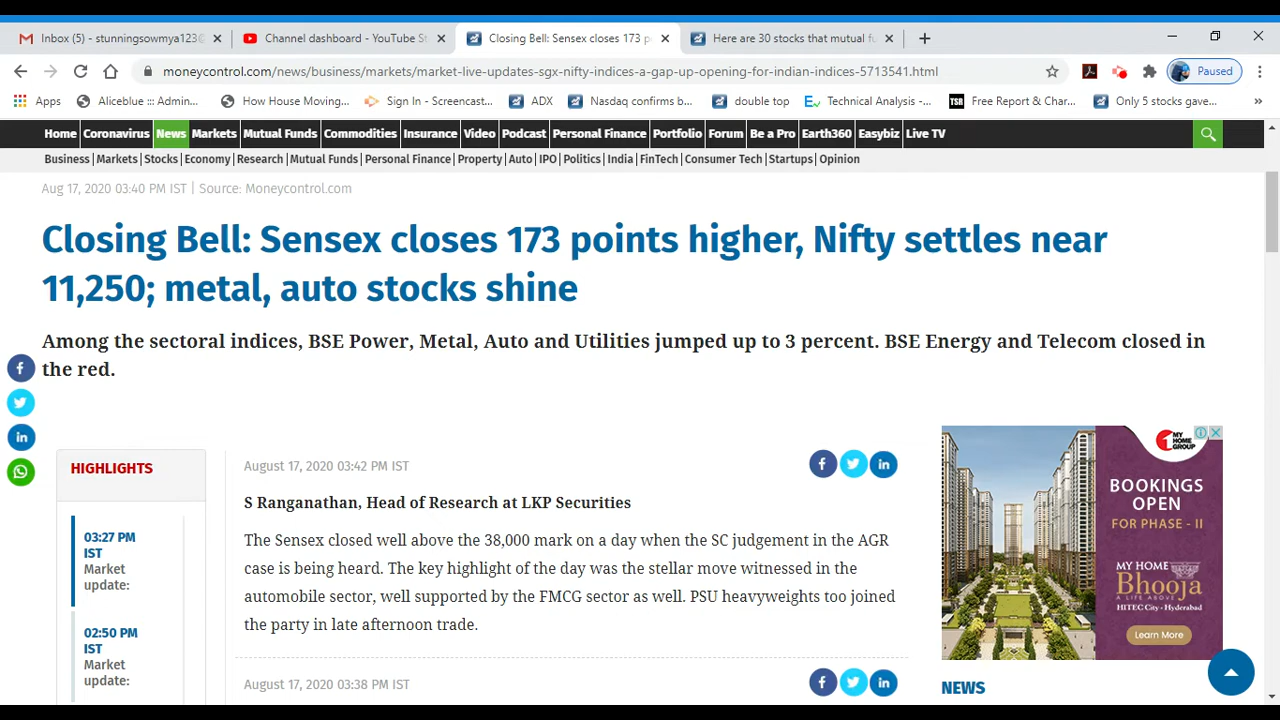 Inbox (5) - stunningsowmya123@
Channel dashboard - YouTube St
Closing Bell: Sensex closes 173 p
Here are 30 stocks that mutual fu
moneycontrol.com/news/business/markets/market-live-updates-sgx-nifty-indices-a-gap-up-opening-for-indian-indices-5713541.html
Paused
Apps
Aliceblue ::: Admin...
How House Moving...
Sign In - Screencast...
ADX
Nasdaq confirms b...
double top
Technical Analysis -...
TSR Free Report & Char...
Only 5 stocks gave...
Home Coronavirus News Markets Mutual Funds Commodities Insurance Video Podcast Personal Finance Portfolio Forum Be a Pro Earth360 Easybiz Live TV
Business | Markets | Stocks | Economy | Research | Mutual Funds | Personal Finance | Property | Auto | IPO | Politics | India | FinTech | Consumer Tech | Startups | Opinion
Aug 17, 2020 03:40 PM IST | Source: Moneycontrol.com
Closing Bell: Sensex closes 173 points higher, Nifty settles near
11,250; metal, auto stocks shine
Among the sectoral indices, BSE Power, Metal, Auto and Utilities jumped up to 3 percent. BSE Energy and Telecom closed in
the red.
HIGHLIGHTS
03:27 PM
IST
Market
update:
02:50 PM
IST
Market
update:
August 17, 2020 03:42 PM IST
S Ranganathan, Head of Research at LKP Securities
The Sensex closed well above the 38,000 mark on a day when the SC judgement in the AGR
case is being heard. The key highlight of the day was the stellar move witnessed in the
automobile sector, well supported by the FMCG sector as well. PSU heavyweights too joined
the party in late afternoon trade.
August 17, 2020 03:38 PM IST
MY HOME
GROUP
BOOKINGS
OPEN
FOR PHASE - II
MY HOME
Bhooja
A LIFE ABOVE
HITEC City - Hyderabad
Learn More
NEWS